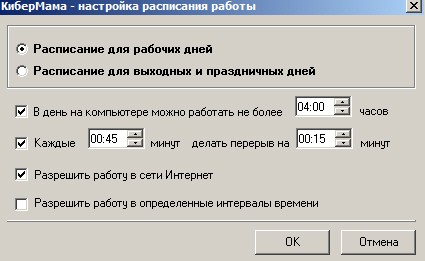 КиберМама - настройка расписания работы
Расписание для рабочих дней
Расписание для выходных и праздничных дней
В день на компьютере можно работать не более 04:00 часов
Каждые 00:45 минут делать перерыв на 00:15 минут
Разрешить работу в сети Интернет
Разрешить работу в определенные интервалы времени
OK Отмена